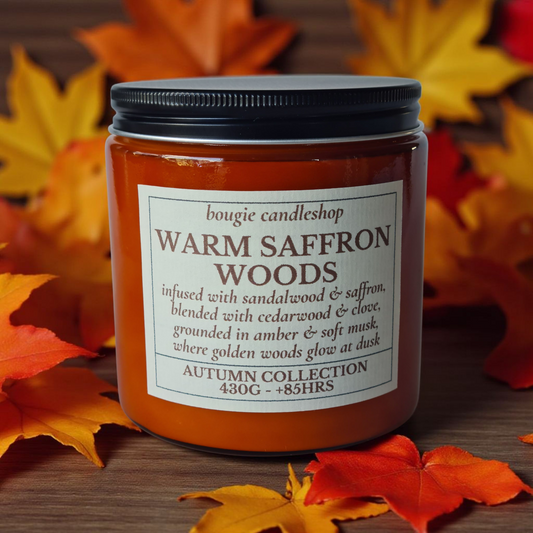 bougie candleshop
WARM SAFFRON
WOODS
infused with sandalwood & saffron,
blended with cedarwood & clove,
grounded in amber & soft musk,
where golden woods glow at dusk
AUTUMN COLLECTION
430G - +85HRS